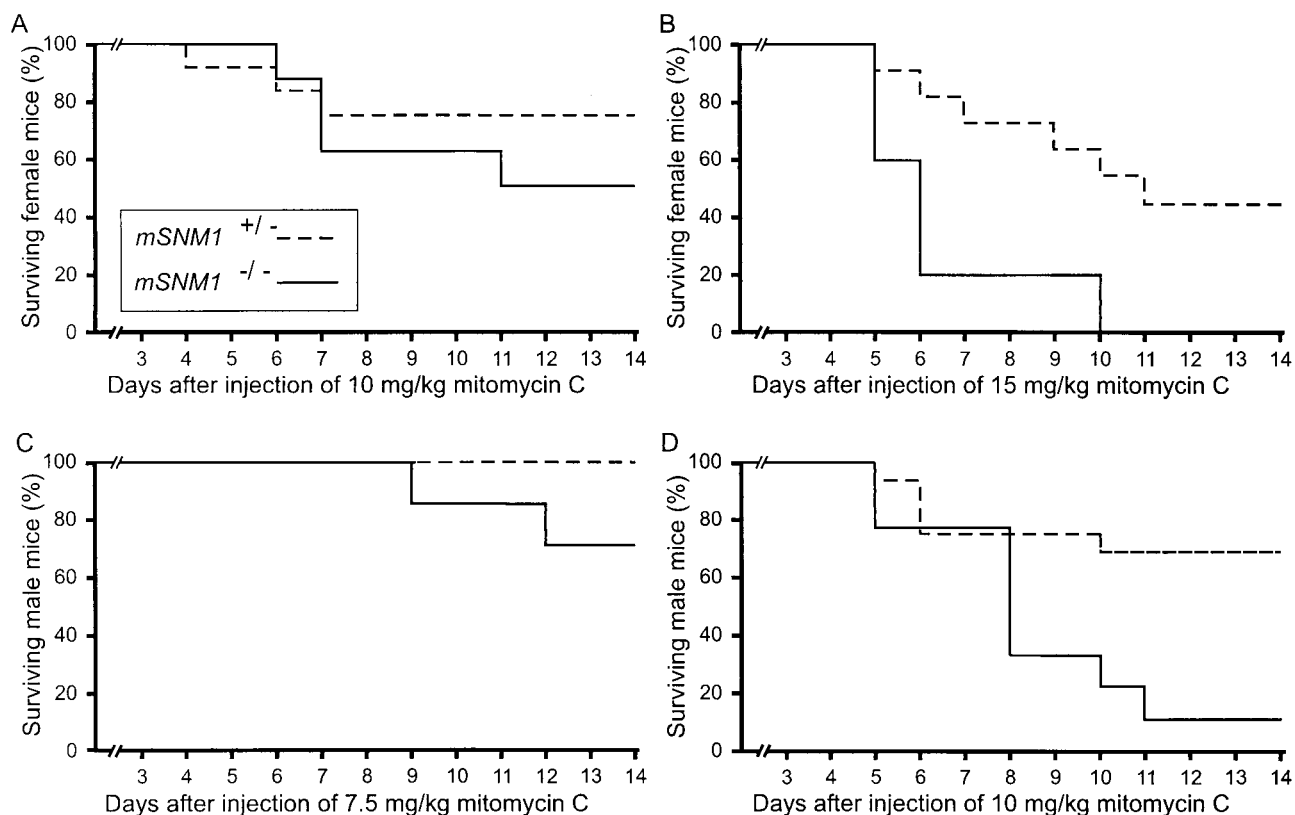 A
Surviving female mice (%)
100
80
60
40
20
0
mSNM1 +/-
mSNM1 -/-
3 4 5 6 7 8 9 10 11 12 13 14
Days after injection of 10 mg/kg mitomycin C
B
Surviving female mice (%)
100
80
60
40
20
0
3 4 5 6 7 8 9 10 11 12 13 14
Days after injection of 15 mg/kg mitomycin C
C
Surviving male mice (%)
100
80
60
40
20
0
3 4 5 6 7 8 9 10 11 12 13 14
Days after injection of 7.5 mg/kg mitomycin C
D
Surviving male mice (%)
100
80
60
40
20
0
3 4 5 6 7 8 9 10 11 12 13 14
Days after injection of 10 mg/kg mitomycin C